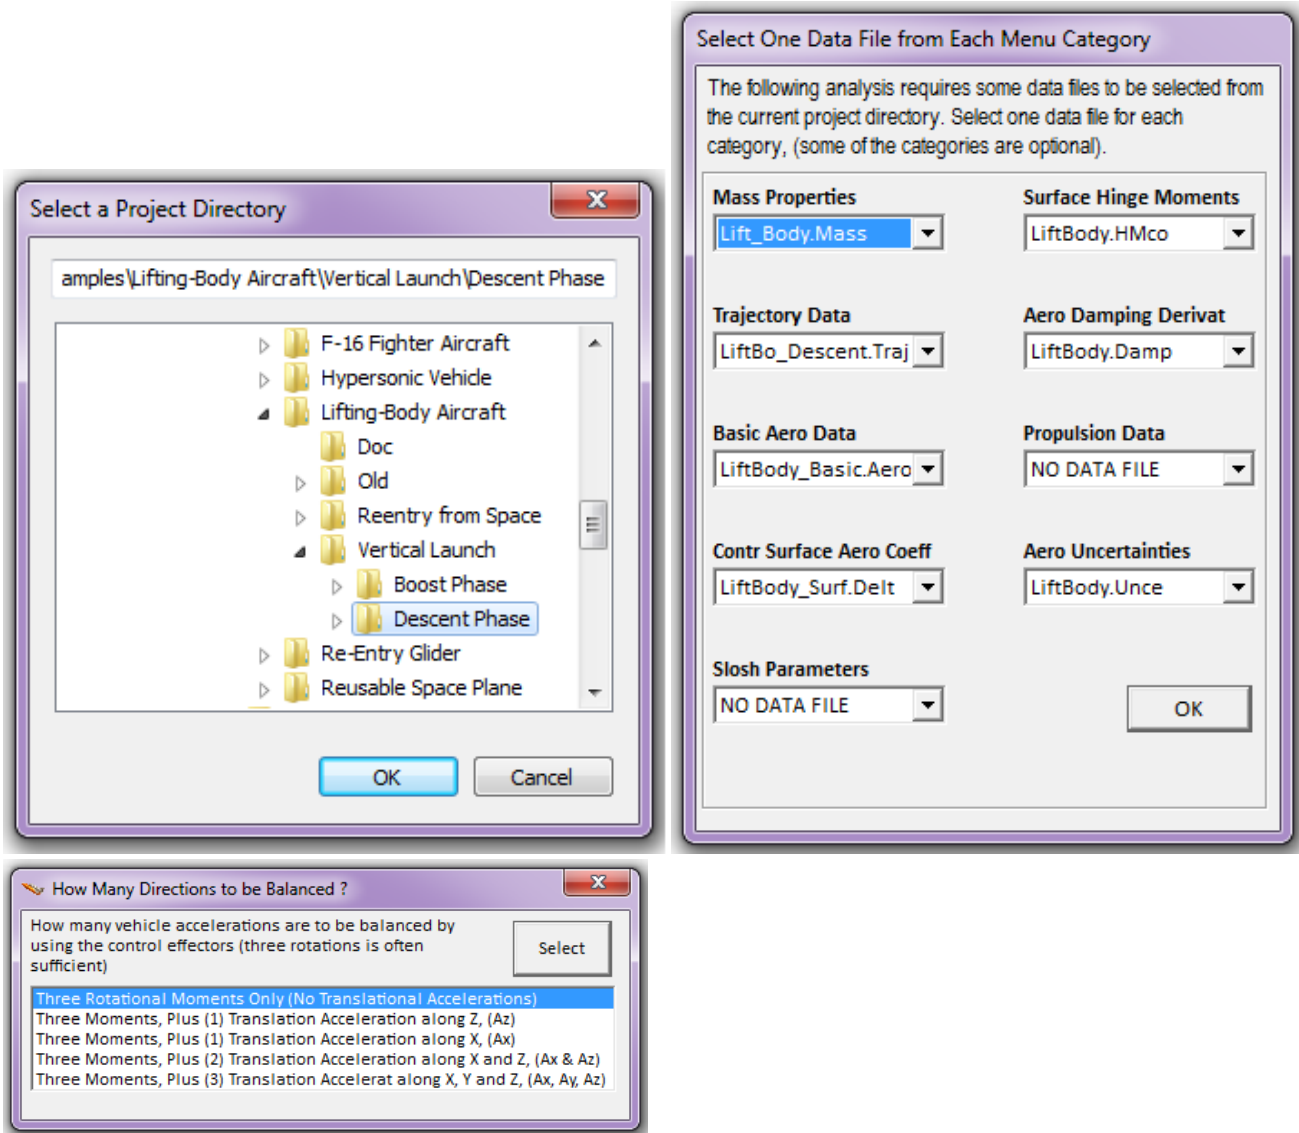 Select a Project Directory
amples\Lifting-Body Aircraft\Vertical Launch\Descent Phase
F-16 Fighter Aircraft
Hypersonic Vehicle
Lifting-Body Aircraft
Doc
Old
Reentry from Space
Vertical Launch
Boost Phase
Descent Phase
Re-Entry Glider
Reusable Space Plane
OK
Cancel
Select One Data File from Each Menu Category
The following analysis requires some data files to be selected from
the current project directory. Select one data file for each
category, (some of the categories are optional).
Mass Properties
Lift_Body.Mass
Surface Hinge Moments
LiftBody.HMco
Trajectory Data
LiftBo_Descent.Traj
Aero Damping Derivat
LiftBody.Damp
Basic Aero Data
LiftBody_Basic.Aero
Propulsion Data
NO DATA FILE
Contr Surface Aero Coeff
LiftBody_Surf.Delt
Aero Uncertainties
LiftBody.Unce
Slosh Parameters
NO DATA FILE
OK
How Many Directions to be Balanced ?
How many vehicle accelerations are to be balanced by
using the control effectors (three rotations is often
sufficient)
Select
Three Rotational Moments Only (No Translational Accelerations)
Three Moments, Plus (1) Translation Acceleration along Z, (Az)
Three Moments, Plus (1) Translation Acceleration along X, (Ax)
Three Moments, Plus (2) Translation Acceleration along X and Z, (Ax & Az)
Three Moments, Plus (3) Translation Accelerat along X, Y and Z, (Ax, Ay, Az)